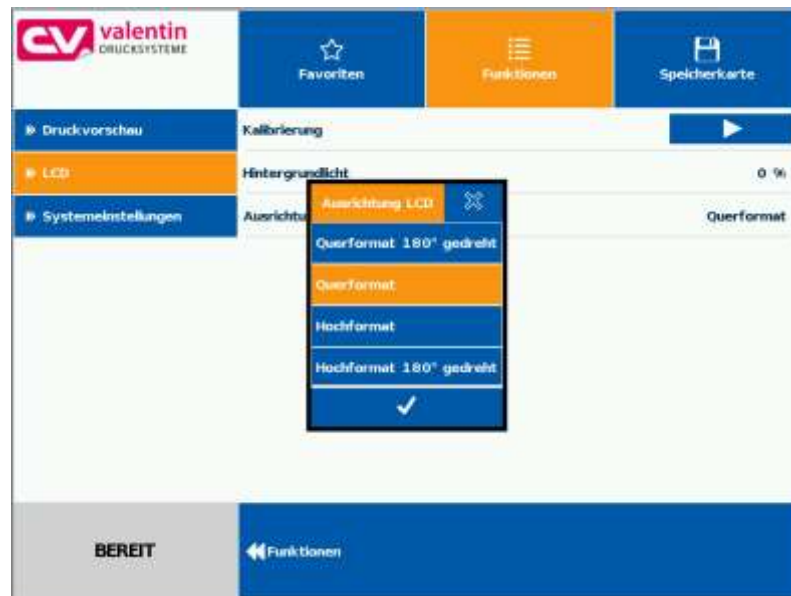 CV valentin
DRUCKSYSTEME
Favoriten
Funktionen
Speicherkarte
Druckvorschau
Kalibrierung
LCD
Hintergrundlicht
0 %
Systemeinstellungen
Ausrichtu
Querformat
Ausrichtung LCD
Querformat 180° gedreht
Querformat
Hochformat
Hochformat 180° gedreht
BEREIT
Funktionen